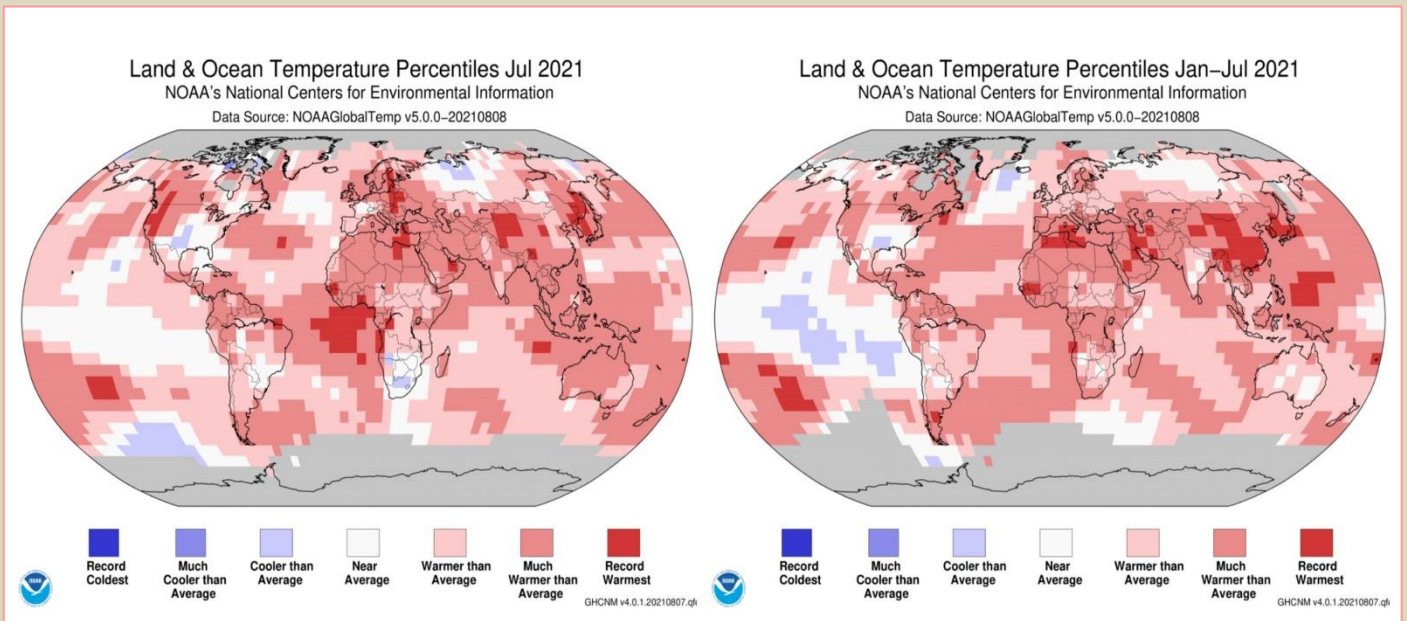 Land & Ocean Temperature Percentiles Jul 2021
NOAA's National Centers for Environmental Information
Data Source: NOAAGlobalTemp v5.0.0−20210808
Record
Coldest
Much
Cooler than
Average
Cooler than
Average
Near
Average
Warmer than
Average
Much
Warmer than
Average
Record
Warmest
NOAA
GHCNM v4.0.1.20210807.qf
Land & Ocean Temperature Percentiles Jan−Jul 2021
NOAA's National Centers for Environmental Information
Data Source: NOAAGlobalTemp v5.0.0−20210808
Record
Coldest
Much
Cooler than
Average
Cooler than
Average
Near
Average
Warmer than
Average
Much
Warmer than
Average
Record
Warmest
NOAA
GHCNM v4.0.1.20210807.qf